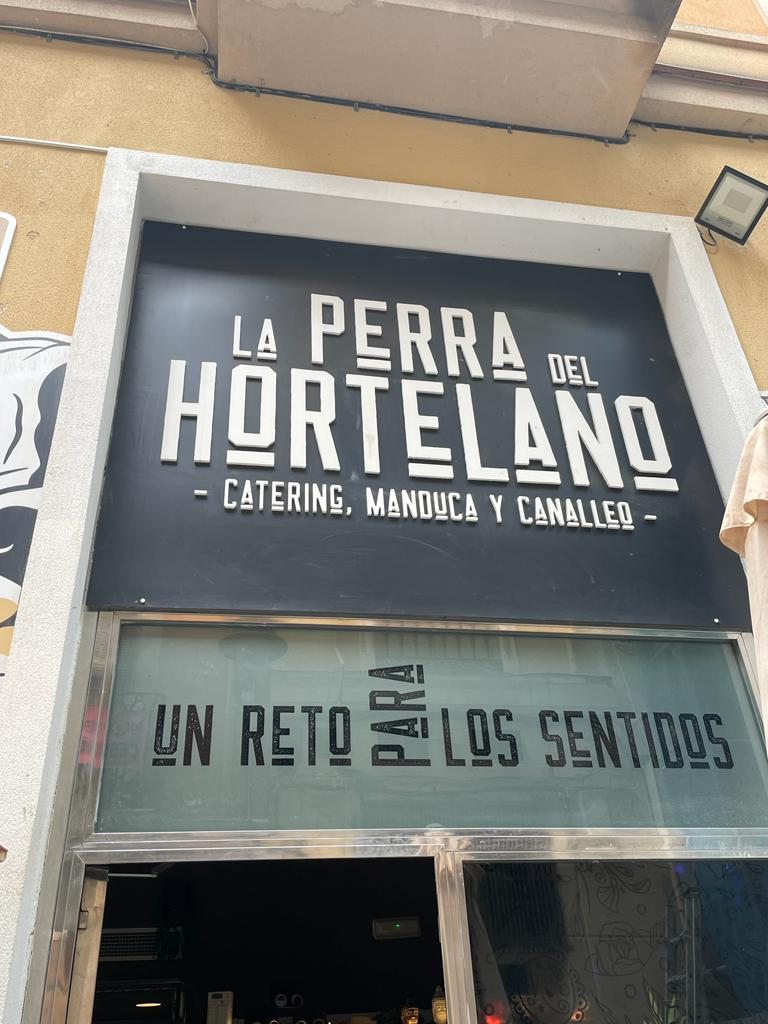 LA PERRA DEL
HORTELANO
- CATERING, MANDUCA Y CANALLEO -
UN RETO PARA LOS SENTIDOS